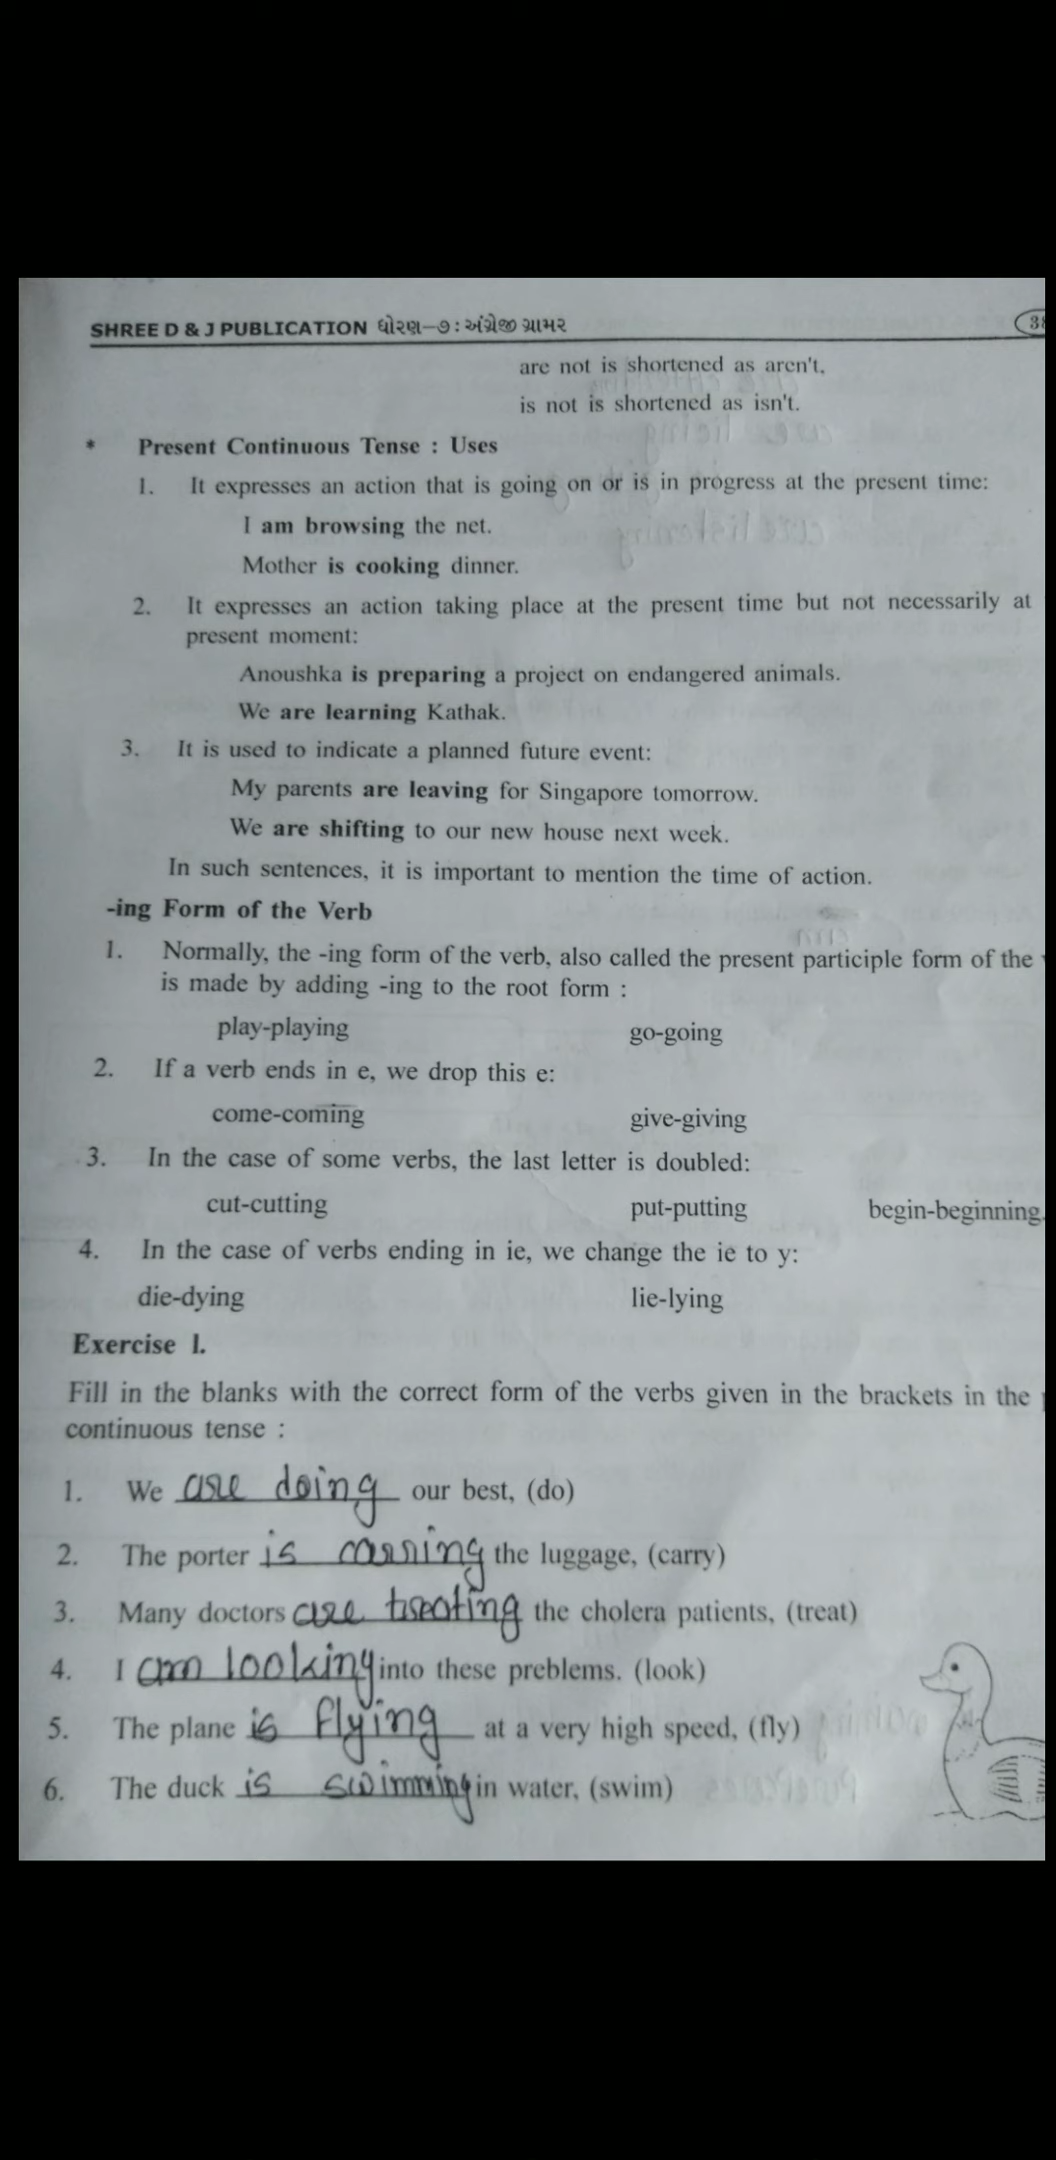 SHREE D & J PUBLICATION ધોરણ–૭ : અંગ્રેજી ગ્રામર
are not is shortened as aren't.
is not is shortened as isn't.
* Present Continuous Tense : Uses
1. It expresses an action that is going on or is in progress at the present time:
I am browsing the net.
Mother is cooking dinner.
2. It expresses an action taking place at the present time but not necessarily at
present moment:
Anoushka is preparing a project on endangered animals.
We are learning Kathak.
3. It is used to indicate a planned future event:
My parents are leaving for Singapore tomorrow.
We are shifting to our new house next week.
In such sentences, it is important to mention the time of action.
-ing Form of the Verb
1. Normally, the -ing form of the verb, also called the present participle form of the
is made by adding -ing to the root form :
play-playing go-going
2. If a verb ends in e, we drop this e:
come-coming give-giving
3. In the case of some verbs, the last letter is doubled:
cut-cutting put-putting begin-beginning.
4. In the case of verbs ending in ie, we change the ie to y:
die-dying lie-lying
Exercise I.
Fill in the blanks with the correct form of the verbs given in the brackets in the
continuous tense :
1. We are doing our best, (do)
2. The porter is carring the luggage, (carry)
3. Many doctors are treating the cholera patients, (treat)
4. I am looking into these preblems. (look)
5. The plane is flying at a very high speed, (fly)
6. The duck is swimming in water, (swim)